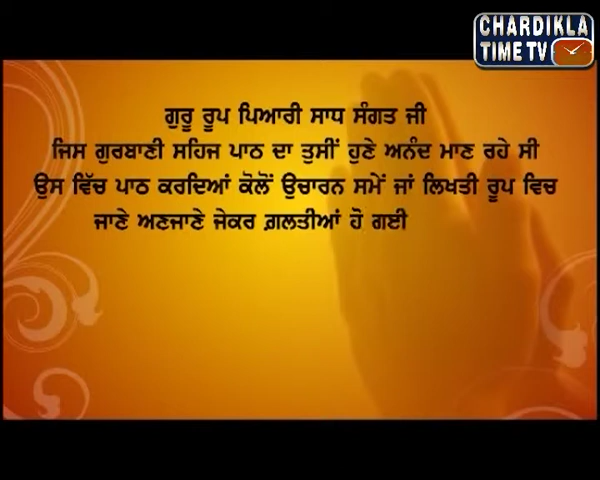 CHARDIKLA
TIME TV
ਗੁਰੂ ਰੂਪ ਪਿਆਰੀ ਸਾਧ ਸੰਗਤ ਜੀ
ਜਿਸ ਗੁਰਬਾਣੀ ਸਹਿਜ ਪਾਠ ਦਾ ਤੁਸੀਂ ਹੁਣੇ ਅਨੰਦ ਮਾਣ ਰਹੇ ਸੀ
ਉਸ ਵਿੱਚ ਪਾਠ ਕਰਦਿਆਂ ਕੋਲੋਂ ਉਚਾਰਨ ਸਮੇਂ ਜਾਂ ਲਿਖਤੀ ਰੂਪ ਵਿਚ
ਜਾਣੇ ਅਣਜਾਣੇ ਜੇਕਰ ਗ਼ਲਤੀਆਂ ਹੋ ਗਈ